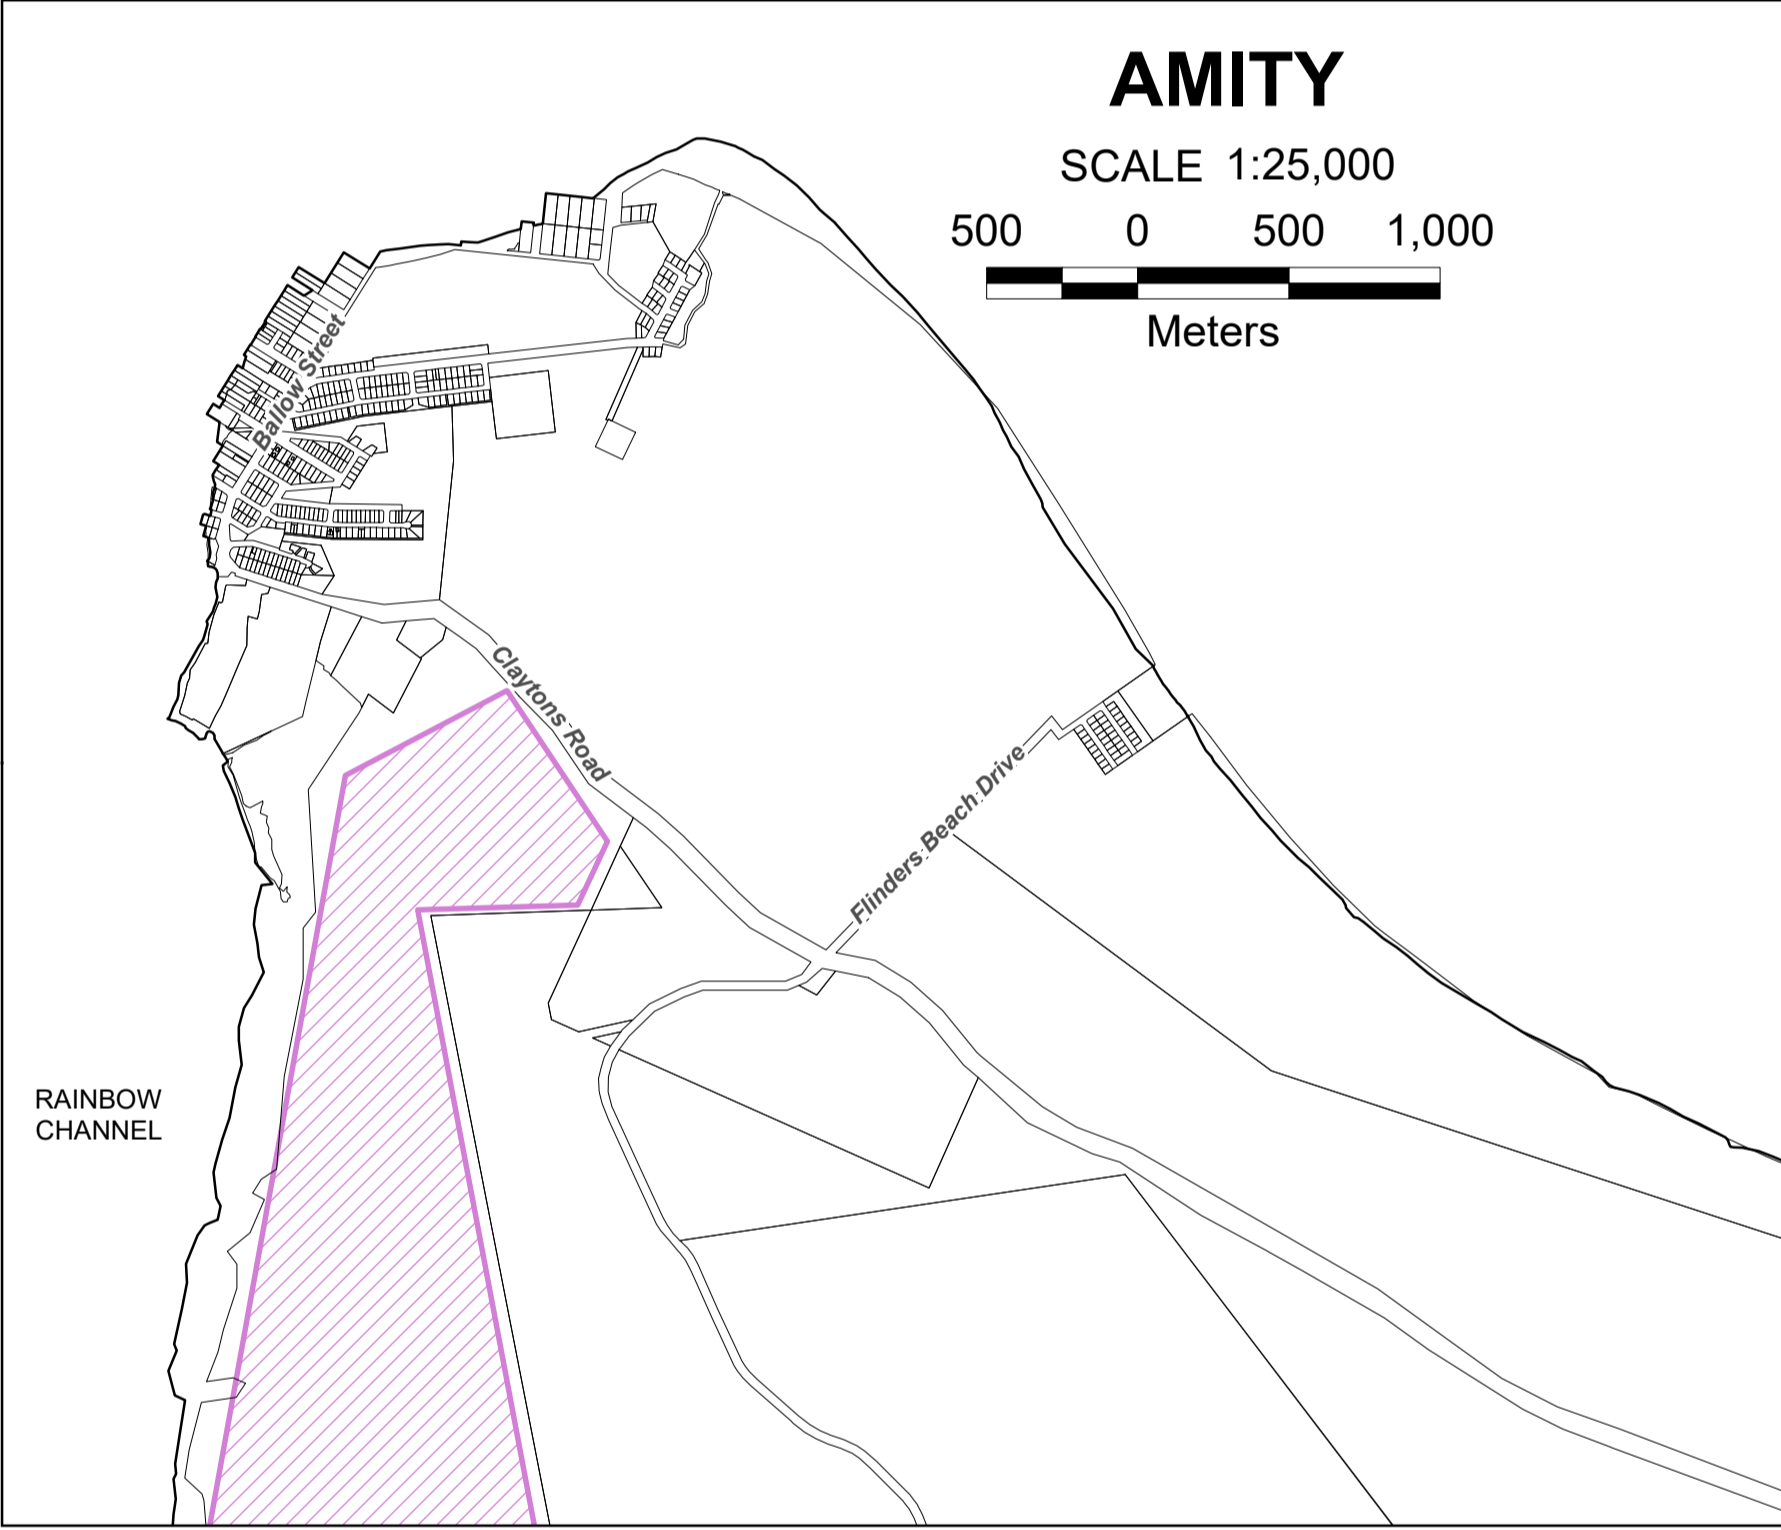 AMITY
SCALE 1:25,000
500 0 500 1,000
Meters
Ballow Street
Claytons Road
Flinders Beach Drive
RAINBOW
CHANNEL